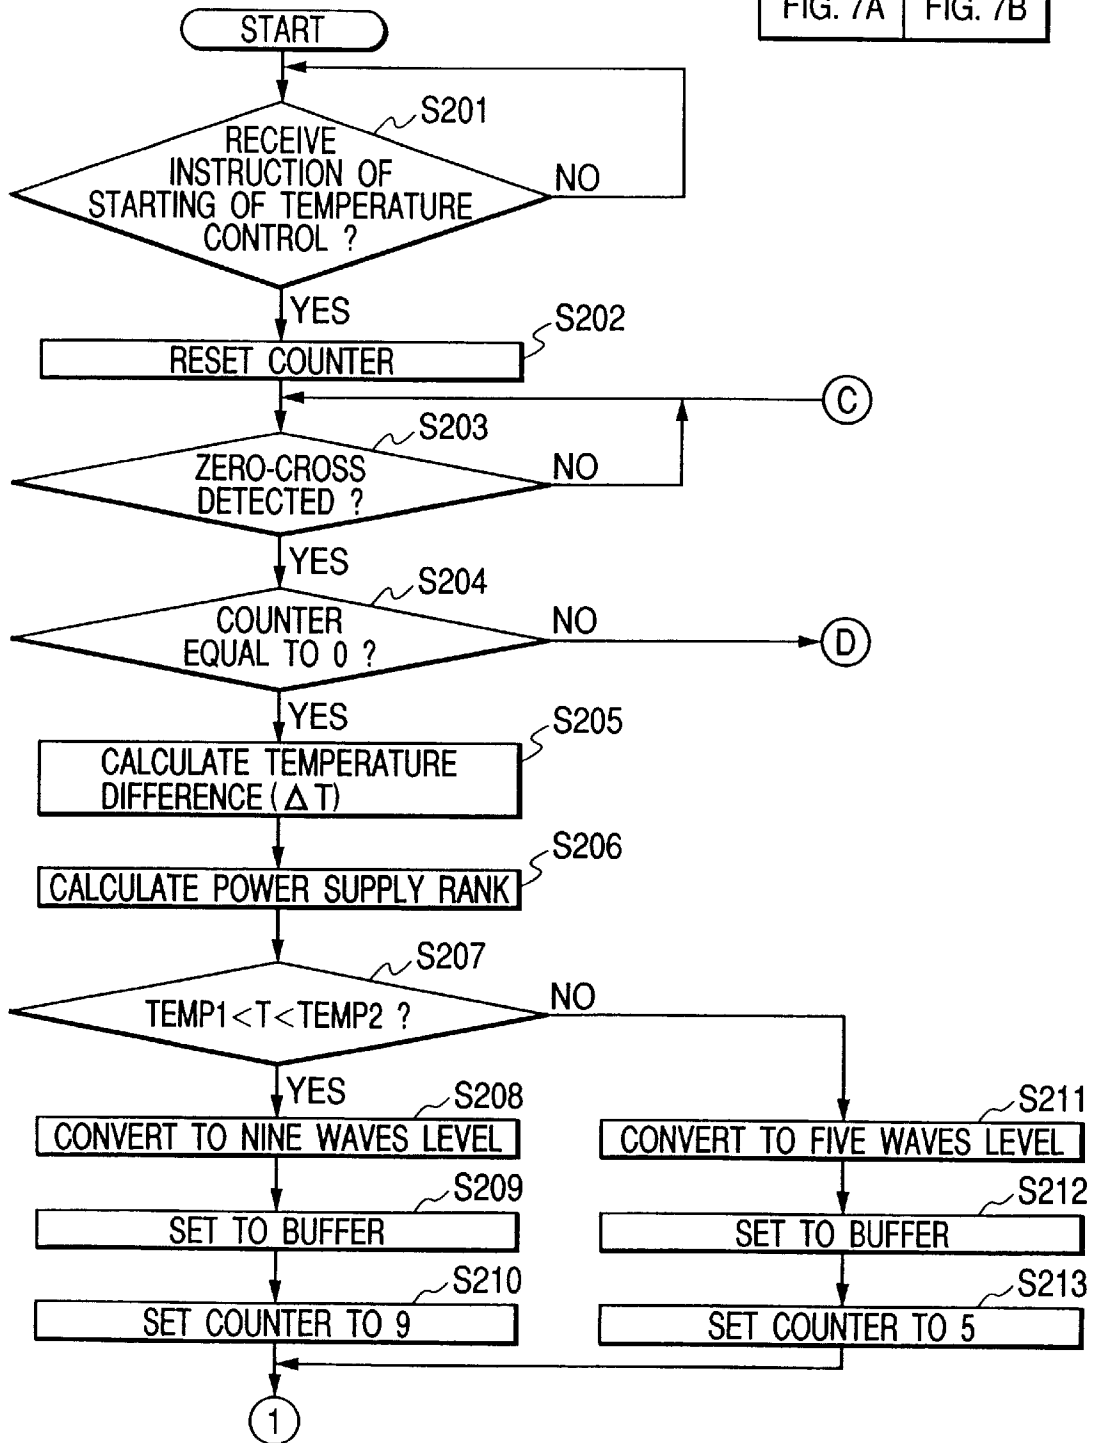 FIG. 7A FIG. 7B
START
S201
RECEIVE
INSTRUCTION OF
STARTING OF TEMPERATURE
CONTROL ?
NO
YES
S202
RESET COUNTER
C
S203
ZERO-CROSS
DETECTED ?
NO
YES
S204
COUNTER
EQUAL TO 0 ?
NO
D
YES
S205
CALCULATE TEMPERATURE
DIFFERENCE (Δ T)
S206
CALCULATE POWER SUPPLY RANK
S207
TEMP1<T<TEMP2 ?
NO
YES
S208
CONVERT TO NINE WAVES LEVEL
S209
SET TO BUFFER
S210
SET COUNTER TO 9
S211
CONVERT TO FIVE WAVES LEVEL
S212
SET TO BUFFER
S213
SET COUNTER TO 5
1